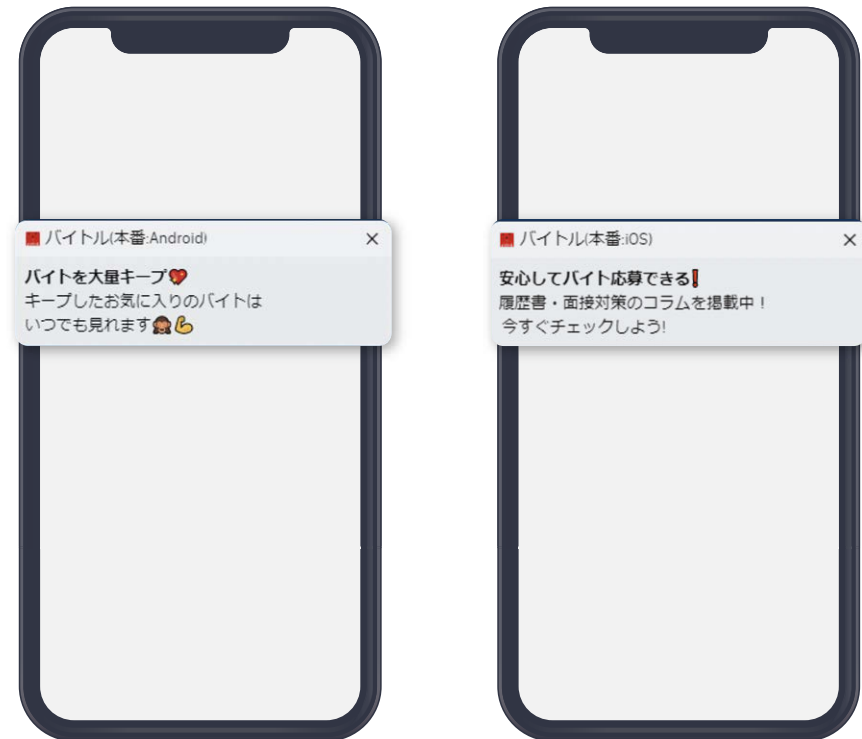 バイトル(本番:Android)
バイトを大量キープ💖
キープしたお気に入りのバイトは
いつでも見れます🙈💪
バイトル(本番:iOS)
安心してバイト応募できる❗
履歴書・面接対策のコラムを掲載中！
今すぐチェックしよう!